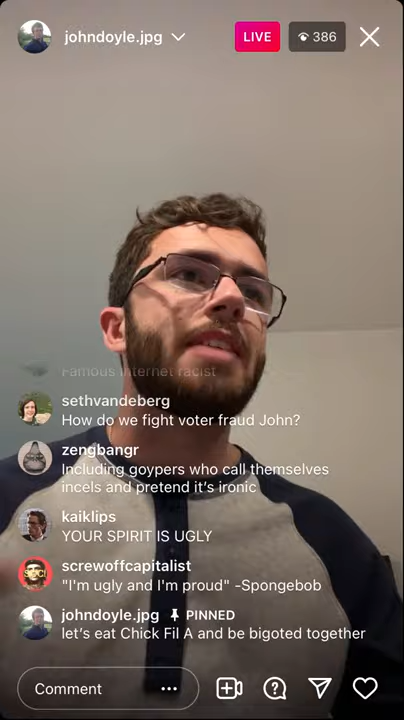 johndoyle.jpg
LIVE
386
Famous internet racist
sethvandeberg
How do we fight voter fraud John?
zengbangr
Including goypers who call themselves
incels and pretend it's ironic
kaiklips
YOUR SPIRIT IS UGLY
screwoffcapitalist
"I'm ugly and I'm proud" -Spongebob
johndoyle.jpg PINNED
let's eat Chick Fil A and be bigoted together
Comment